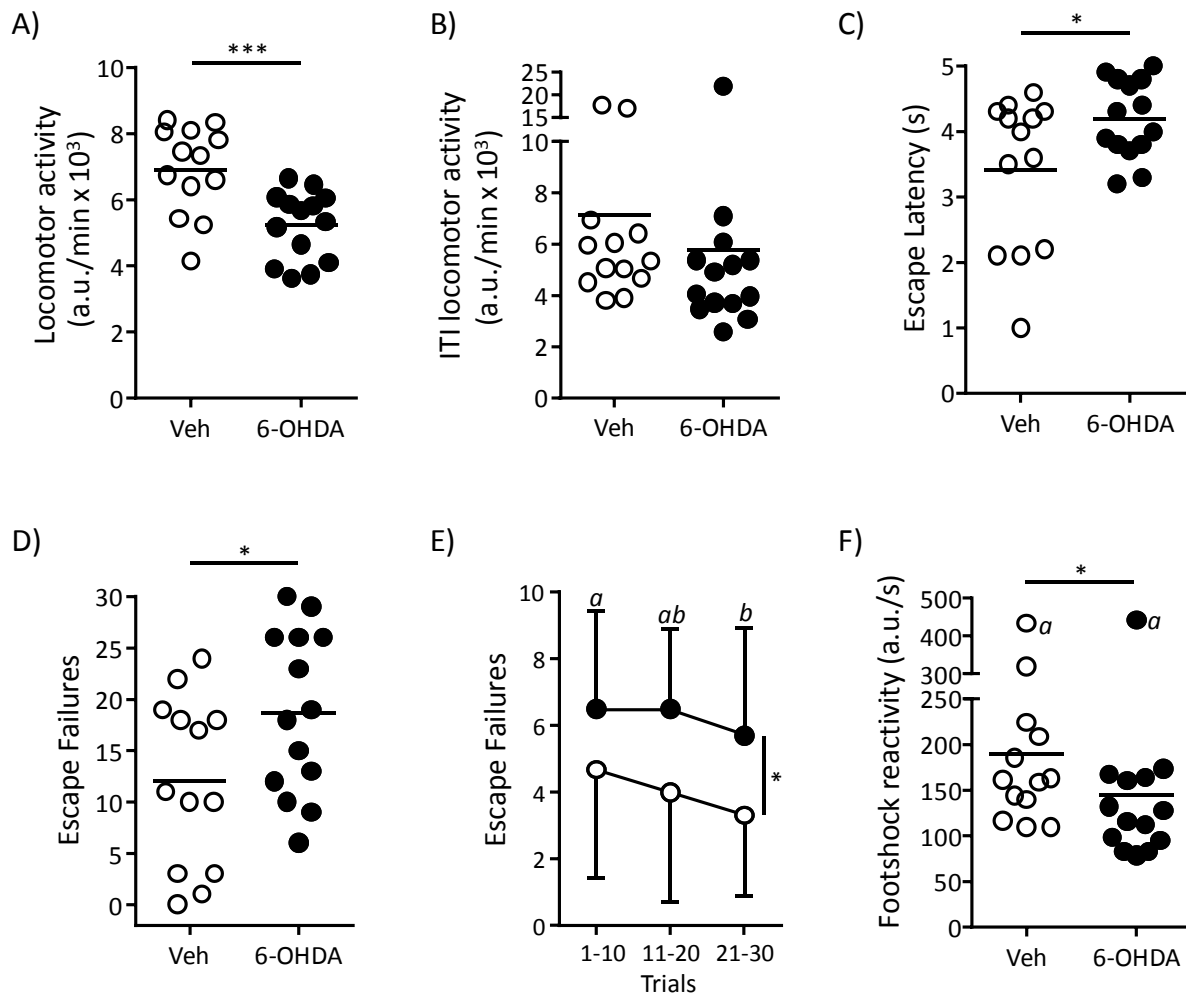 A)
Locomotor activity
(a.u./min x 10³)
***
10
8
6
4
2
0
Veh
6-OHDA
B)
ITI locomotor activity
(a.u./min x 10³)
25
20
15
10
8
6
4
2
0
Veh
6-OHDA
C)
Escape Latency (s)
*
5
4
3
2
1
0
Veh
6-OHDA
D)
Escape Failures
*
30
25
20
15
10
5
0
Veh
6-OHDA
E)
Escape Failures
10
8
6
4
2
0
a
ab
b
*
1-10
11-20
21-30
Trials
F)
Footshock reactivity (a.u./s)
*
500
400
300
250
200
150
100
50
0
a
a
Veh
6-OHDA